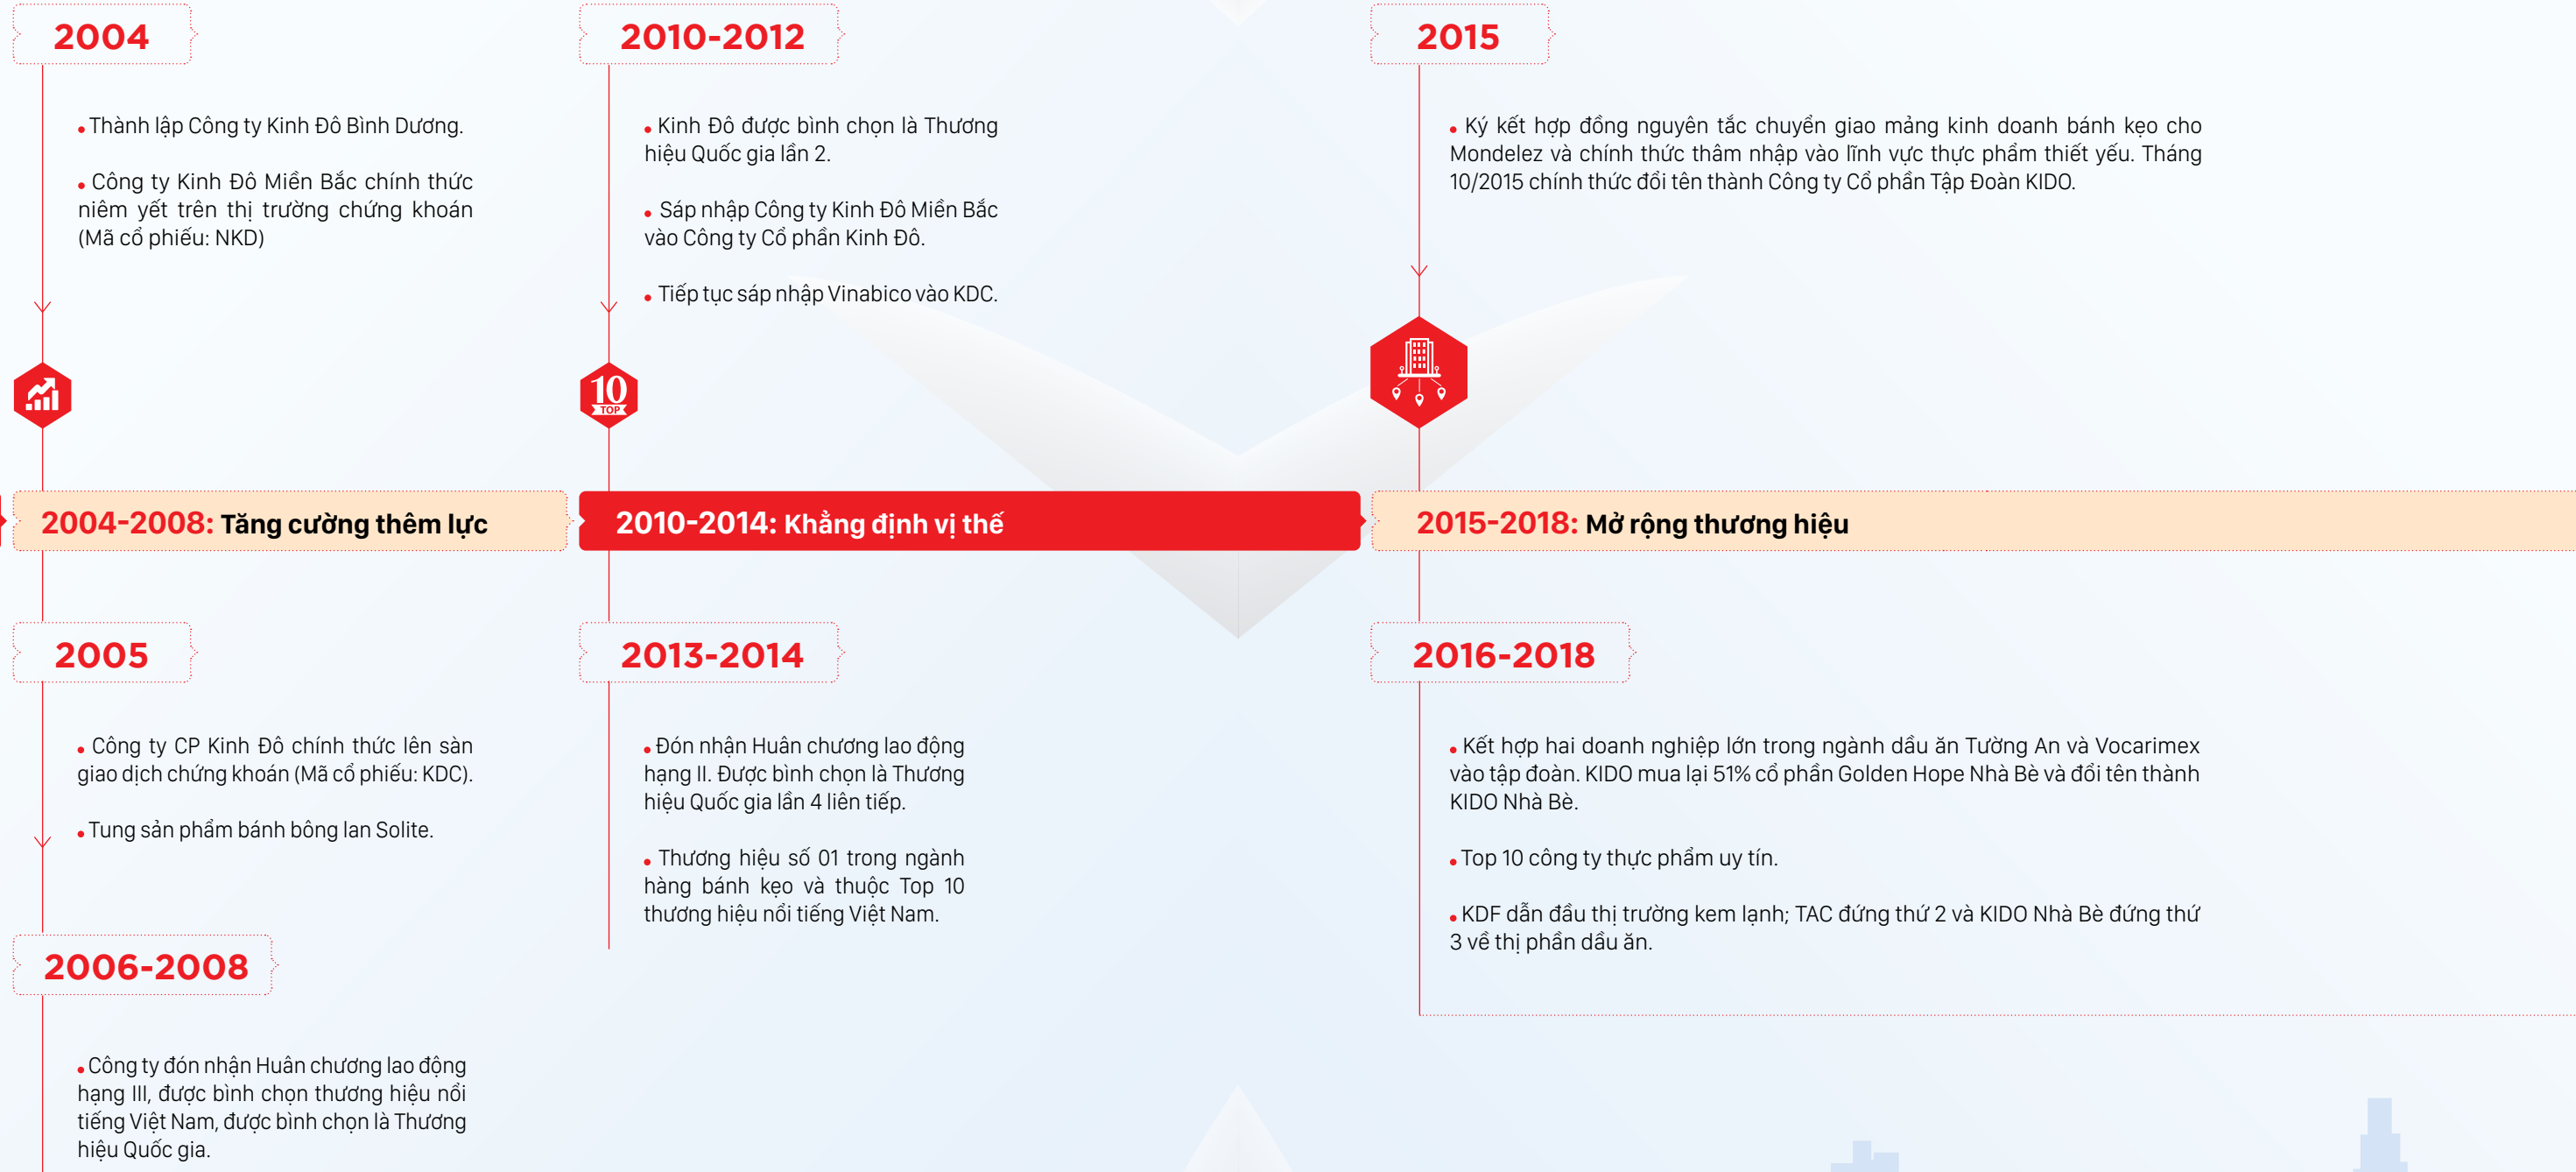 2004
• Thành lập Công ty Kinh Đô Bình Dương.
• Công ty Kinh Đô Miền Bắc chính thức
niêm yết trên thị trường chứng khoán
(Mã cổ phiếu: NKD)
2004-2008: Tăng cường thêm lực
2005
• Công ty CP Kinh Đô chính thức lên sàn
giao dịch chứng khoán (Mã cổ phiếu: KDC).
• Tung sản phẩm bánh bông lan Solite.
2006-2008
• Công ty đón nhận Huân chương lao động
hạng III, được bình chọn thương hiệu nổi
tiếng Việt Nam, được bình chọn là Thương
hiệu Quốc gia.
2010-2012
• Kinh Đô được bình chọn là Thương
hiệu Quốc gia lần 2.
• Sáp nhập Công ty Kinh Đô Miền Bắc
vào Công ty Cổ phần Kinh Đô.
• Tiếp tục sáp nhập Vinabico vào KDC.
10
TOP
2010-2014: Khẳng định vị thế
2013-2014
• Đón nhận Huân chương lao động
hạng II. Được bình chọn là Thương
hiệu Quốc gia lần 4 liên tiếp.
• Thương hiệu số 01 trong ngành
hàng bánh kẹo và thuộc Top 10
thương hiệu nổi tiếng Việt Nam.
2015
• Ký kết hợp đồng nguyên tắc chuyển giao mảng kinh doanh bánh kẹo cho
Mondelez và chính thức thâm nhập vào lĩnh vực thực phẩm thiết yếu. Tháng
10/2015 chính thức đổi tên thành Công ty Cổ phần Tập Đoàn KIDO.
2015-2018: Mở rộng thương hiệu
2016-2018
• Kết hợp hai doanh nghiệp lớn trong ngành dầu ăn Tường An và Vocarimex
vào tập đoàn. KIDO mua lại 51% cổ phần Golden Hope Nhà Bè và đổi tên thành
KIDO Nhà Bè.
• Top 10 công ty thực phẩm uy tín.
• KDF dẫn đầu thị trường kem lạnh; TAC đứng thứ 2 và KIDO Nhà Bè đứng thứ
3 về thị phần dầu ăn.